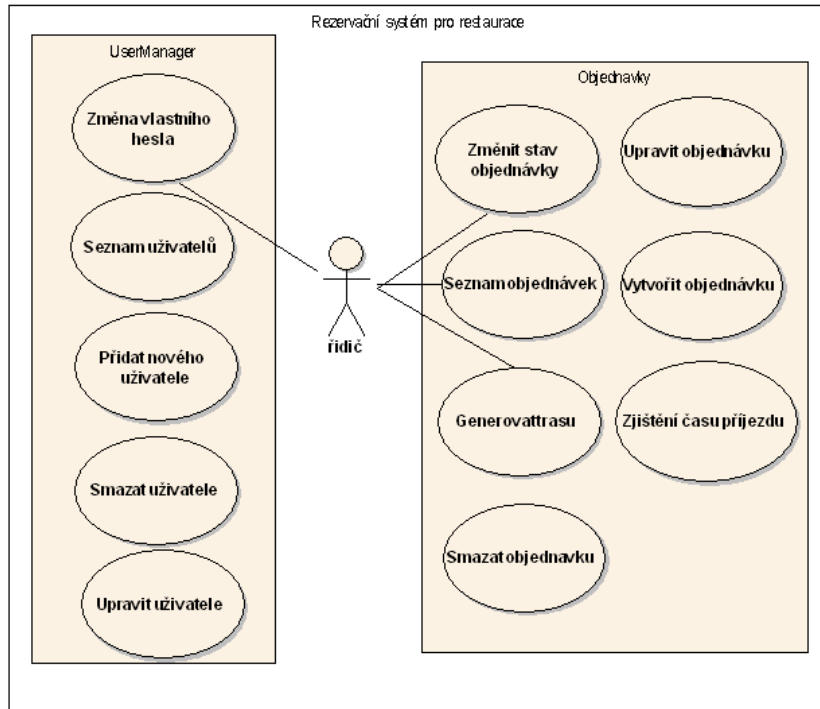 Rezervační systém pro restaurace
UserManager
Změna vlastního
hesla
Seznam uživatelů
Přidat nového
uživatele
Smazat uživatele
Upravit uživatele
řidič
Objednavky
Změnit stav
objednávky
Upravit objednávku
Seznam objednávek
Vytvořit objednávku
Generovat trasu
Zjištění času příjezdu
Smazat objednavku